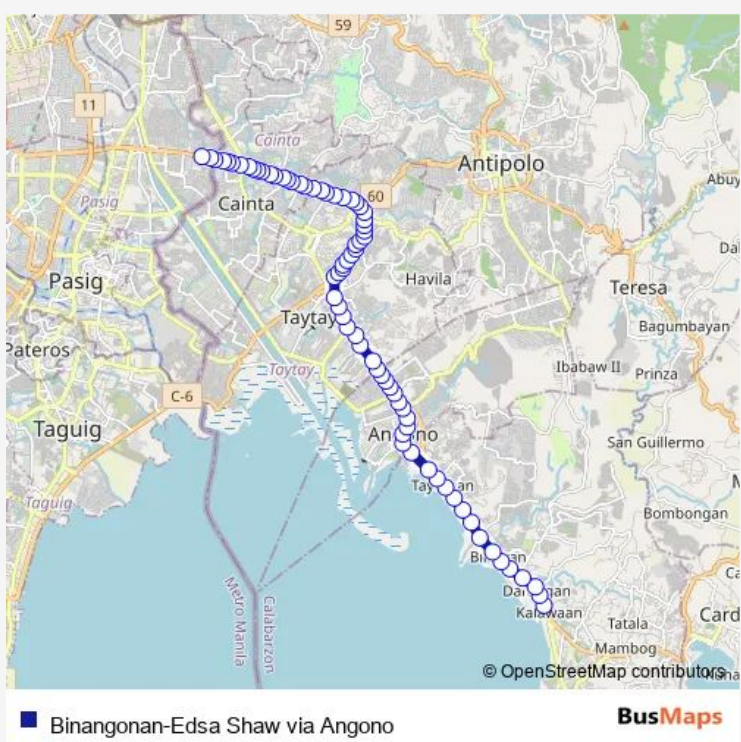 59
11
Cainta
Antipolo
Abuy
Pasig
60
Cainta
Pasig
Havila
Teresa
Taytay
Bagumbayan
Pateros
Taytay
Ibabaw II
Prinza
C-6
Taguig
San Guillermo
Taguig
Bombongan
Metro Manila
Calabarzon
Kalawaan
Tatala
Card
Mambog
© OpenStreetMap contributors
Binangonan-Edsa Shaw via Angono
BusMaps